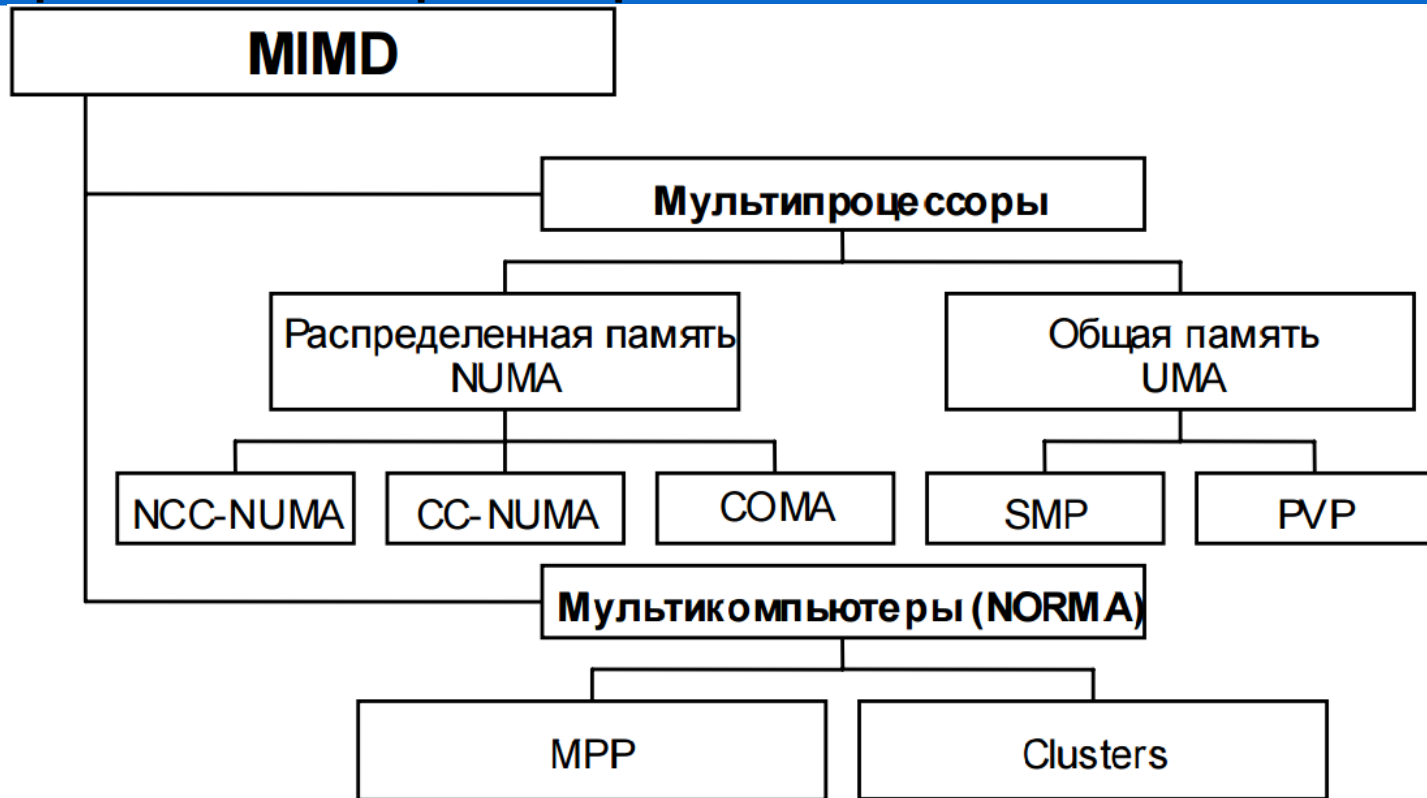 MIMD
Мультипроцессоры
Распределенная память
NUMA
Общая память
UMA
NCC-NUMA
CC-NUMA
COMA
SMP
PVP
Мультикомпьютеры (NORMA)
MPP
Clusters